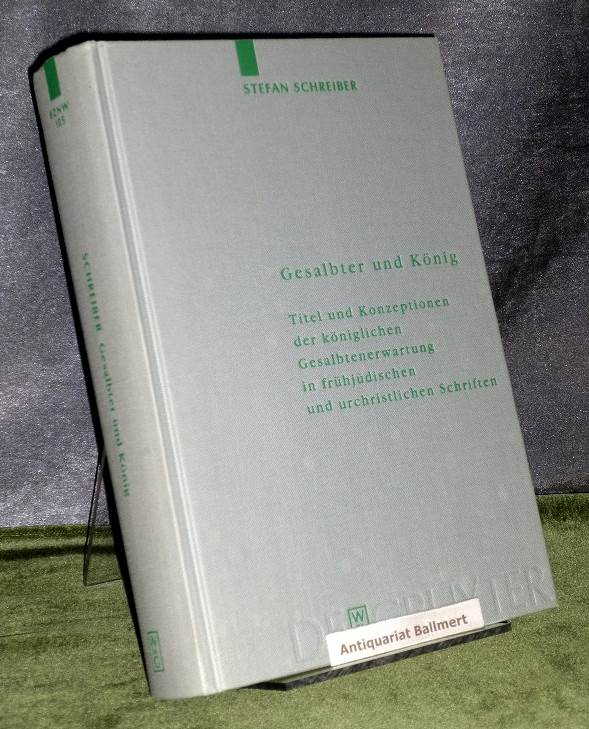 BZNW
105
SCHREIBER Gesalbter und König
STEFAN SCHREIBER
Gesalbter und König
Titel und Konzeptionen
der königlichen
Gesalbtenerwartung
in frühjüdischen
und urchristlichen Schriften
DE GRUYTER
W
Antiquariat Ballmert